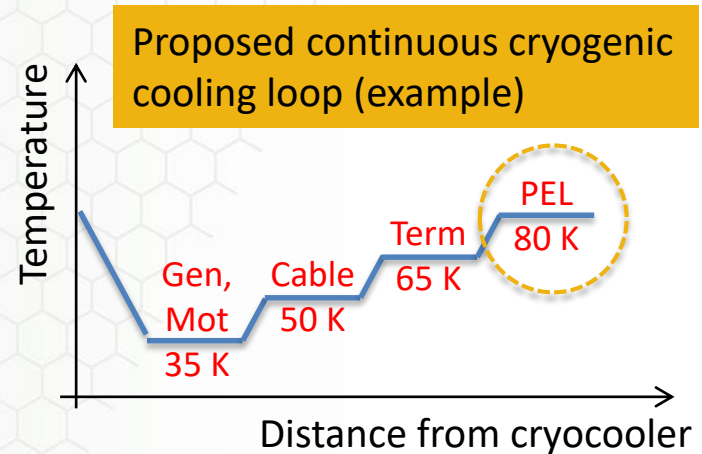 Proposed continuous cryogenic
cooling loop (example)
Temperature
Gen,
Mot
35 K
Cable
50 K
Term
65 K
PEL
80 K
Distance from cryocooler